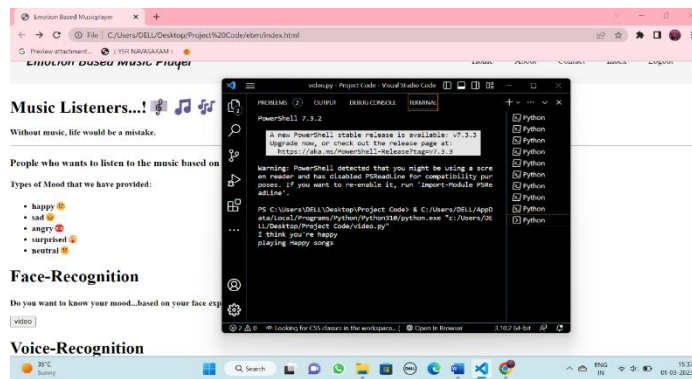 Emotion Based Musicplayer
File | C:/Users/DELL/Desktop/Project%20Code/ebm/index.html
Preview attachment...
: YSR NAVASAKAM ::
Emotion Based Music Player
Home About Contact Index Logout
Music Listeners...!
Without music, life would be a mistake.
People who wants to listen to the music based on
Types of Mood that we have provided:
happy
sad
angry
surprised
neutral
Face-Recognition
Do you want to know your mood...based on your face exp
video
Voice-Recognition
video.py - Project Code - Visual Studio Code
PROBLEMS 2 OUTPUT DEBUG CONSOLE TERMINAL
PowerShell 7.3.2
A new PowerShell stable release is available: v7.3.3
Upgrade now, or check out the release page at:
https://aka.ms/PowerShell-Release?tag=v7.3.3
Warning: PowerShell detected that you might be using a scre
en reader and has disabled PSReadLine for compatibility pur
poses. If you want to re-enable it, run 'Import-Module PSRe
adLine'.
PS C:\Users\DELL\Desktop\Project Code> & C:/Users/DELL/AppD
ata/Local/Programs/Python/Python310/python.exe "c:/Users/DE
LL/Desktop/Project Code/video.py"
I think you're happy
playing Happy songs
Python
Python
Python
Python
Python
Python
Python
Python
Python
2 0 Looking for CSS classes in the workspace... Open In Browser 3.10.2 64-bit
35°C
Sunny
Search
ENG
IN
15:37
01-03-2023